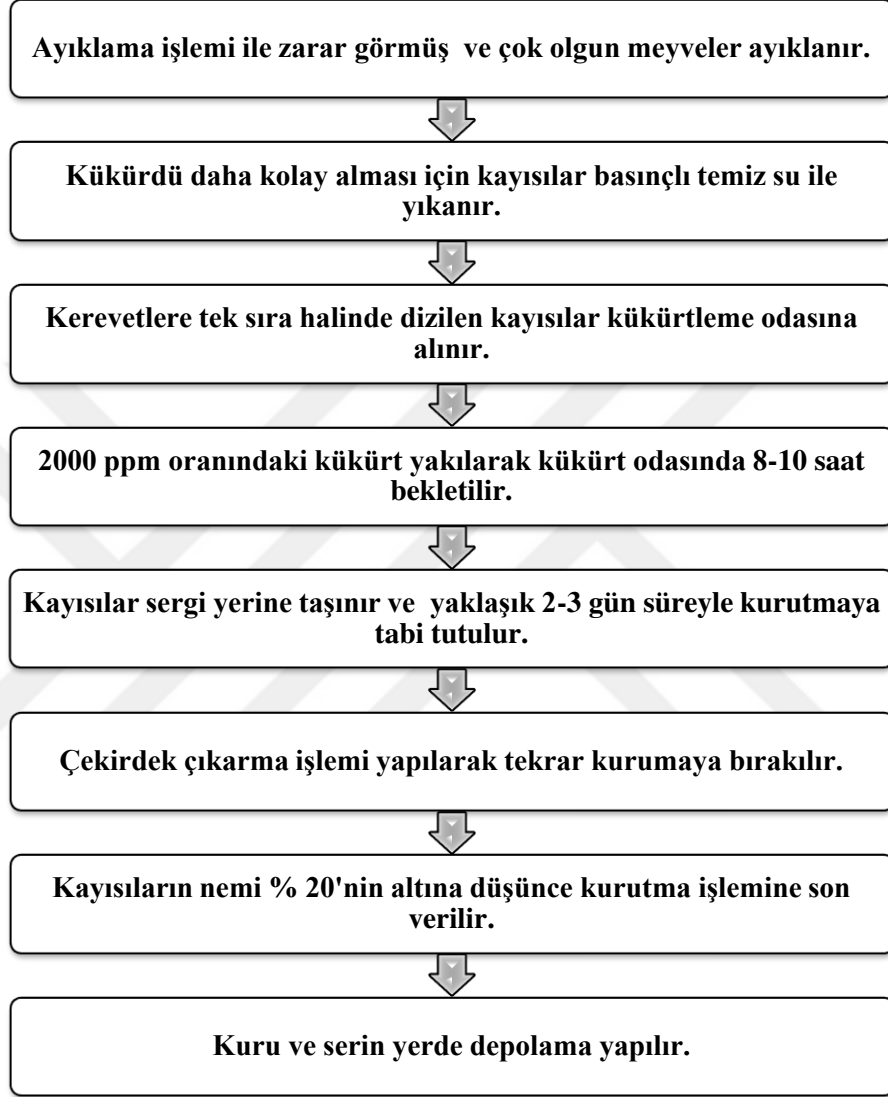 Ayıklama işlemi ile zarar görmüş  ve çok olgun meyveler ayıklanır.
Kükürdü daha kolay alması için kayısılar basınçlı temiz su ile
yıkanır.
Kerevetlere tek sıra halinde dizilen kayısılar kükürtleme odasına
alınır.
2000 ppm oranındaki kükürt yakılarak kükürt odasında 8-10 saat
bekletilir.
Kayısılar sergi yerine taşınır ve  yaklaşık 2-3 gün süreyle kurutmaya
tabi tutulur.
Çekirdek çıkarma işlemi yapılarak tekrar kurumaya bırakılır.
Kayısıların nemi % 20'nin altına düşünce kurutma işlemine son
verilir.
Kuru ve serin yerde depolama yapılır.